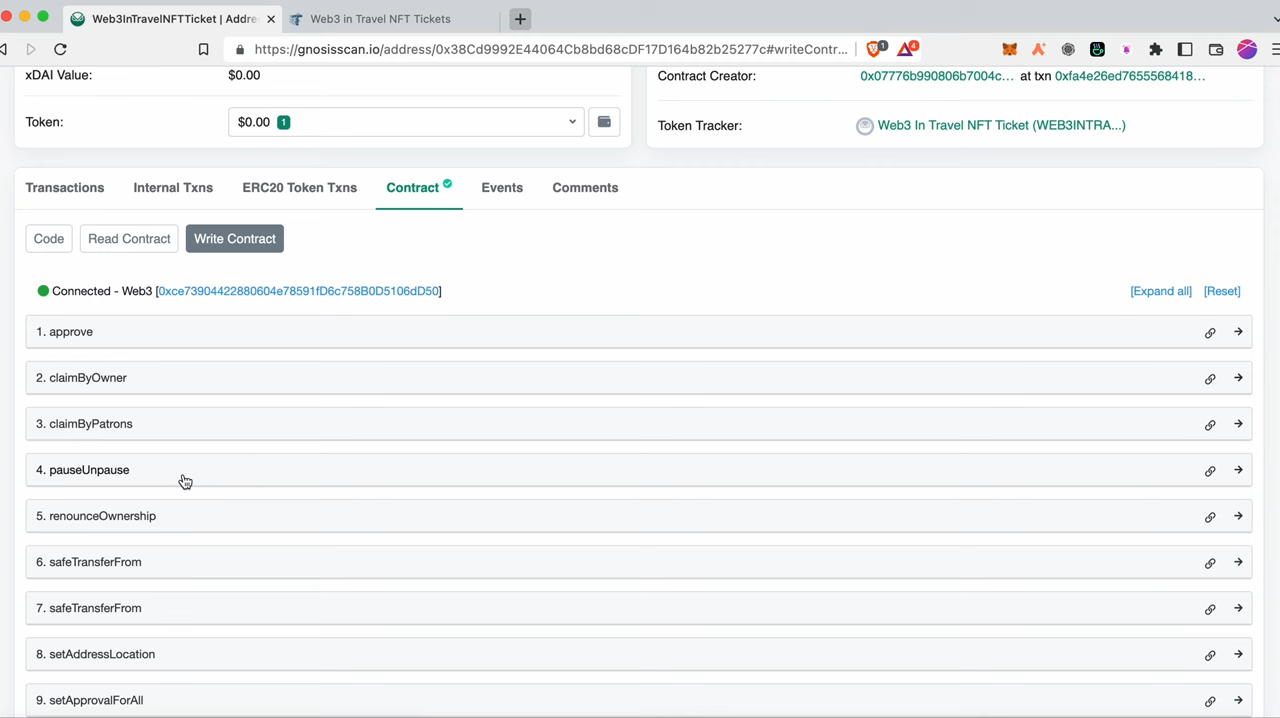 Web3InTravelNFTTicket | Addre
Web3 in Travel NFT Tickets
https://gnosisscan.io/address/0x38Cd9992E44064Cb8bd68cDF17D164b82b25277c#writeContr...
1
4
xDAI Value:
$0.00
Contract Creator:
0x07776b990806b7004c... at txn 0xfa4e26ed7655568418...
Token:
$0.00 1
Token Tracker:
Web3 In Travel NFT Ticket (WEB3INTRA...)
Transactions
Internal Txns
ERC20 Token Txns
Contract
Events
Comments
Code
Read Contract
Write Contract
Connected - Web3 [0xce73904422880604e78591fD6c758B0D5106dD50]
[Expand all]
[Reset]
1. approve
2. claimByOwner
3. claimByPatrons
4. pauseUnpause
5. renounceOwnership
6. safeTransferFrom
7. safeTransferFrom
8. setAddressLocation
9. setApprovalForAll